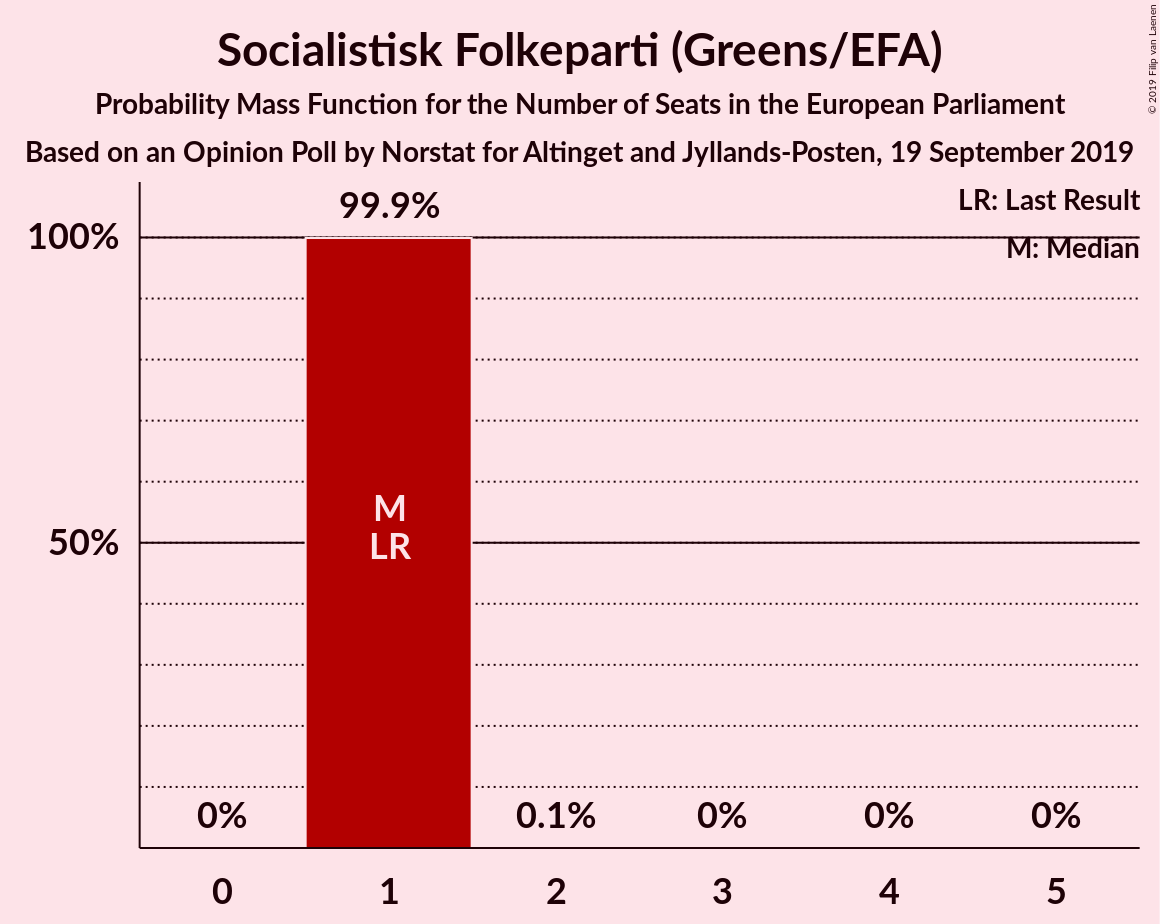 Socialistisk Folkeparti (Greens/EFA)
Probability Mass Function for the Number of Seats in the European Parliament
Based on an Opinion Poll by Norstat for Altinget and Jyllands-Posten, 19 September 2019
© 2019 Filip van Laenen
LR: Last Result
M: Median
100%
50%
99.9%
M
LR
0%
0.1%
0%
0%
0%
0
1
2
3
4
5